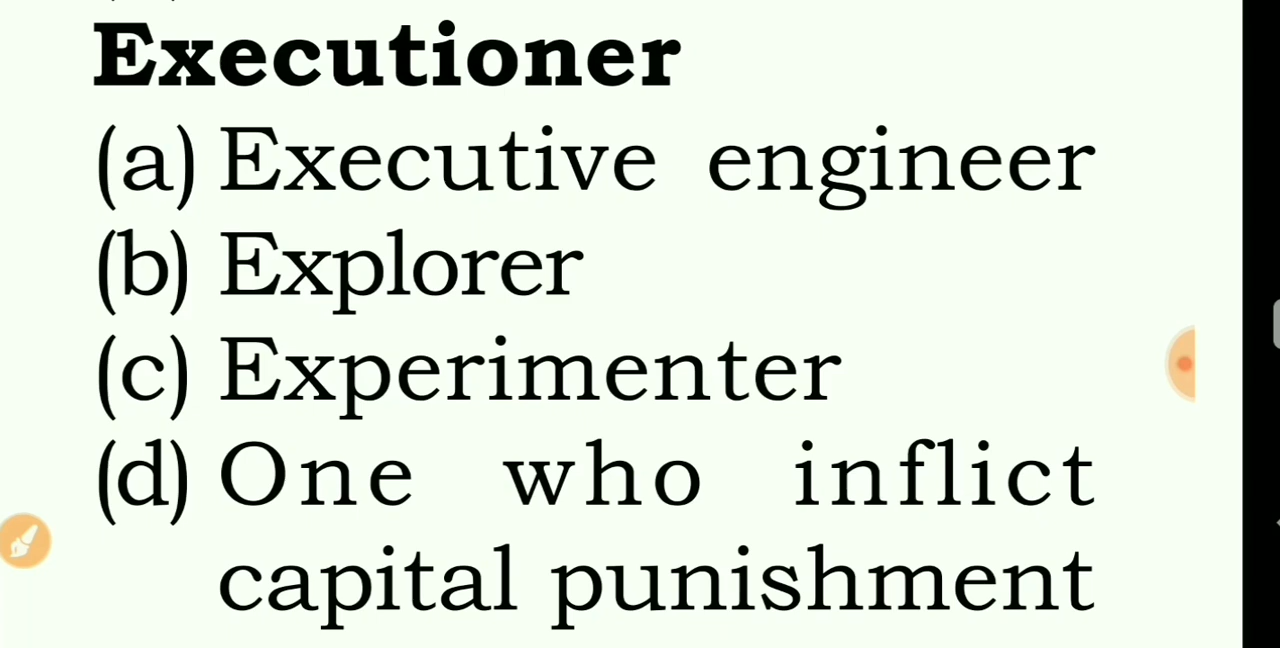 Executioner
(a) Executive engineer
(b) Explorer
(c) Experimenter
(d) One who inflict
capital punishment